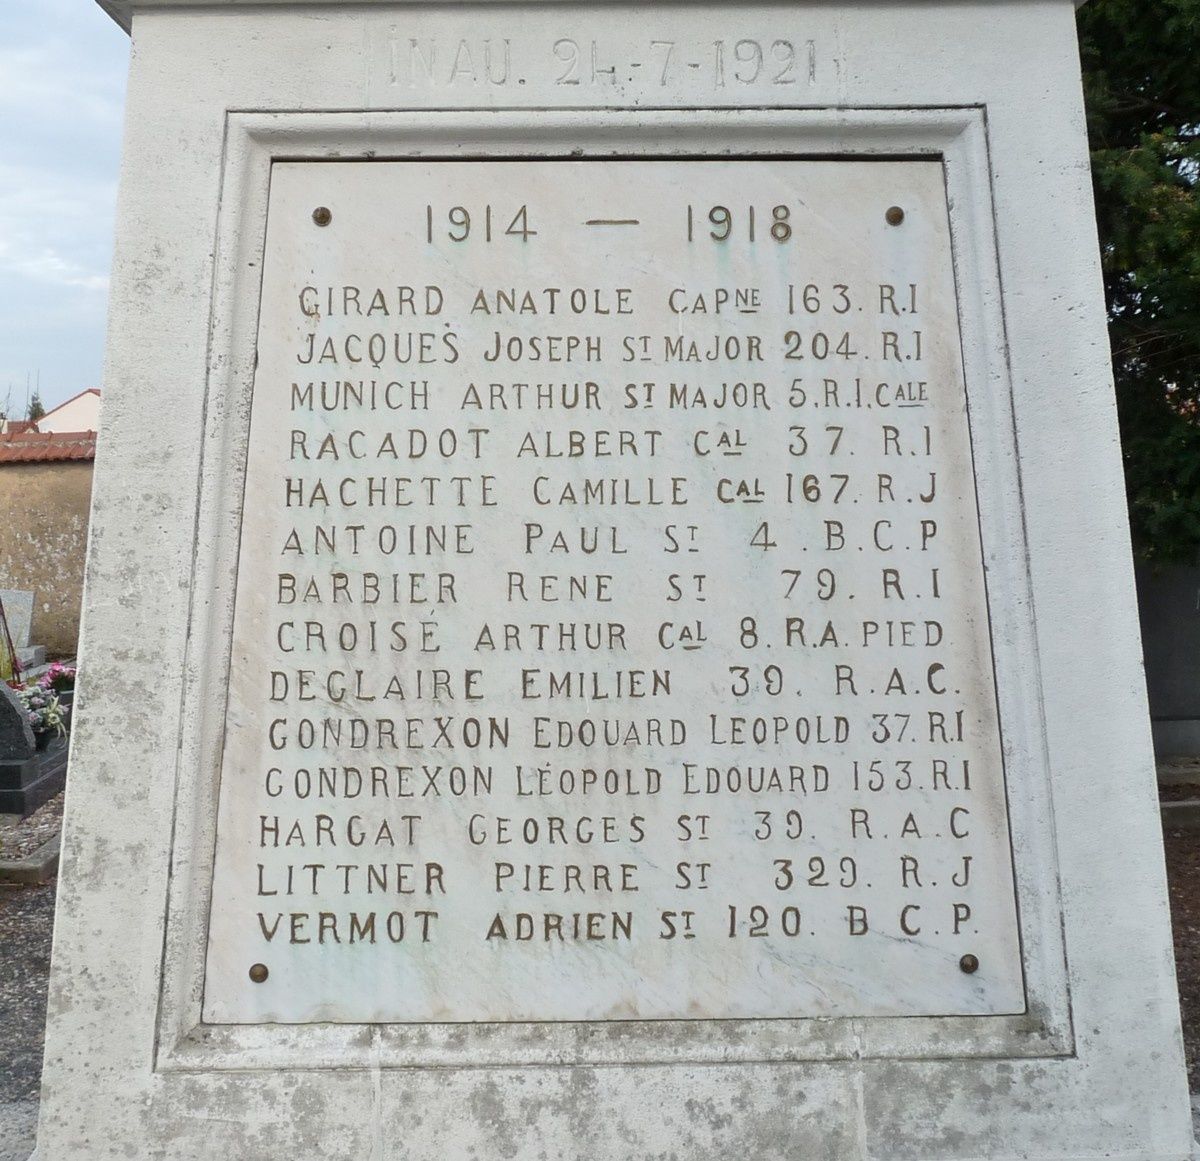 INAU. 24-7-1921
1914 — 1918
GIRARD ANATOLE CAPNE 163. R.I
JACQUES JOSEPH ST MAJOR 204. R.I
MUNICH ARTHUR ST MAJOR 5.R.I.CALE
RACADOT ALBERT CAL 37. R.I
HACHETTE CAMILLE CAL 167. R.J
ANTOINE PAUL ST 4. B.C.P
BARBIER RENE ST 79. R.I
CROISÉ ARTHUR CAL 8.R.A.PIED
DEGLAIRE EMILIEN 39. R.A.C.
GONDREXON EDOUARD LEOPOLD 37.R.I
GONDREXON LÉOPOLD EDOUARD 153.R.I
HARGAT GEORGES ST 39. R.A.C
LITTNER PIERRE ST 329. R.J
VERMOT ADRIEN ST 120. B.C.P.